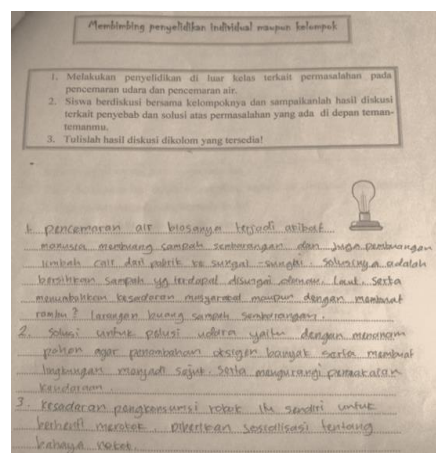 Membimbing penyelidikan Individual maupun kelompok
1. Melakukan penyelidikan di luar kelas terkait permasalahan pada
pencemaran udara dan pencemaran air.
2. Siswa berdiskusi bersama kelompoknya dan sampaikanlah hasil diskusi
terkait penyebab dan solusi atas permasalahan yang ada di depan teman-
temanmu.
3. Tulislah hasil diskusi dikolom yang tersedia!
1. pencemaran air biasanya terjadi akibat
manusia membuang sampah sembarangan dan juga pembuangan
limbah cair dari pabrik ke sungai-sungai. Solusinya adalah
bersihkan sampah yg terdapat disungai laut. Serta
menumbuhkan kesadaran masyarakat maupun dengan membuat
rambu2 larangan buang sampah sembarangan.
2. Solusi untuk polusi udara yaitu dengan menanam
pohon agar penambahan oksigen banyak serta membuat
lingkungan menjadi sejuk. Serta mengurangi pemakaian
kendaraan.
3. Kesadaran pengkonsumsi rokok itu sendiri untuk
berhenti merokok. Diberikan sosialisasi tentang
bahaya rokok.